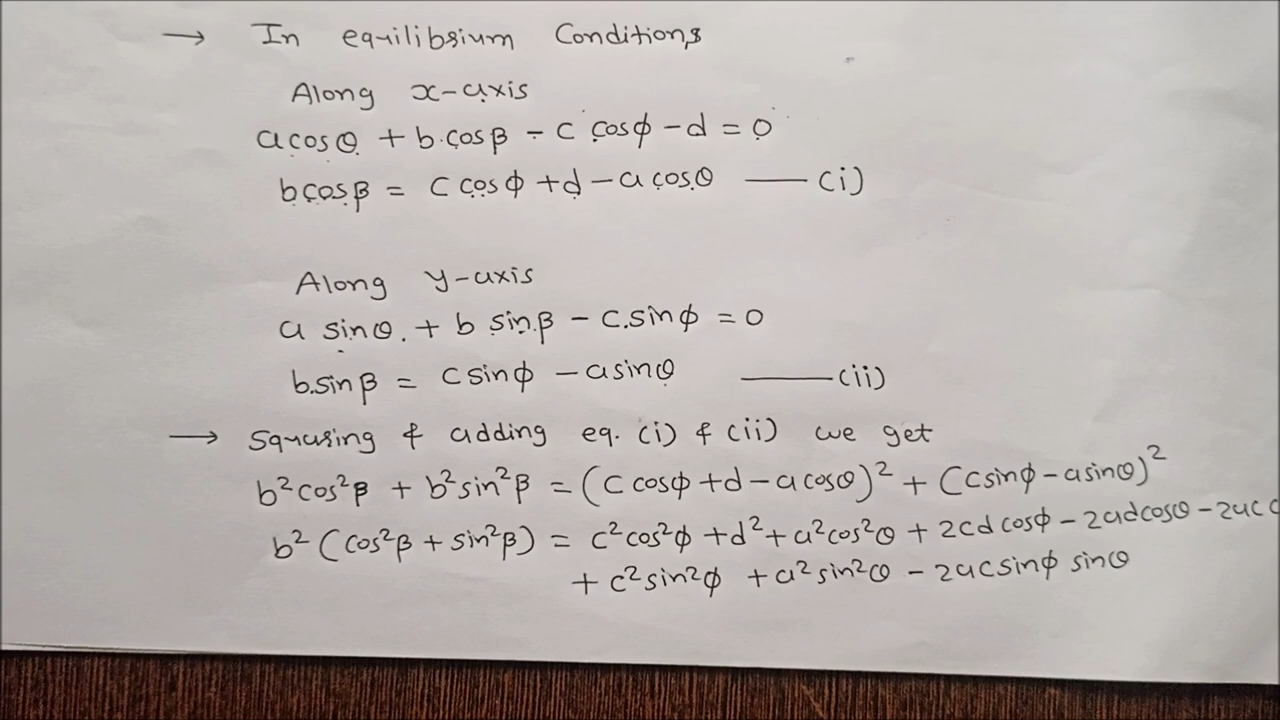 → In equilibrium Conditions
Along x-axis
a cosθ + b.cosβ - c cosφ - d = 0
b cosβ = c cosφ + d - a cosθ —— (i)
Along y-axis
a sinθ. + b sinβ - c.sinφ = 0
b.sinβ = c sinφ - a sinθ —— (ii)
→ Squaring & adding eq. (i) & (ii) we get
b²cos²β + b²sin²β = (c cosφ + d - a cosθ)² + (c sinφ - a sinθ)²
b² (cos²β + sin²β) = c²cos²φ + d² + a²cos²θ + 2cd cosφ - 2ad cosθ - 2ac
+ c²sin²φ + a²sin²θ - 2ac sinφ sinθ